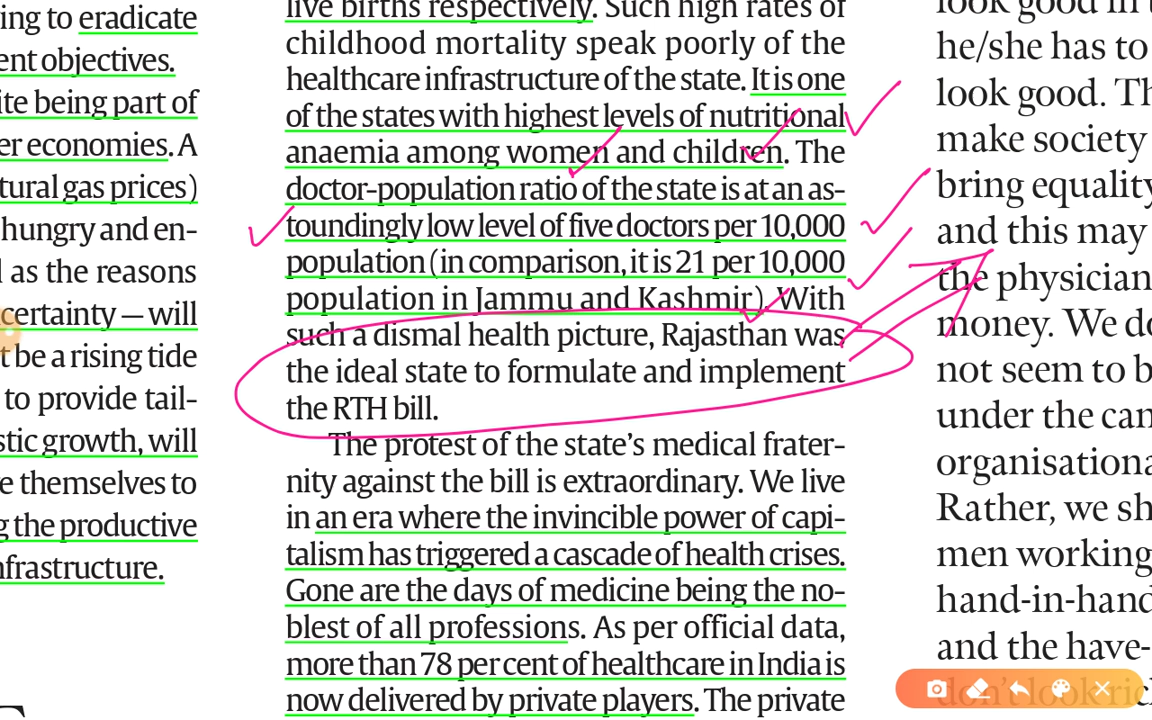 ing to eradicate
ent objectives.
ite being part of
er economies. A
tural gas prices)
hungry and en-
l as the reasons
certainty — will
t be a rising tide
to provide tail-
stic growth, will
e themselves to
g the productive
nfrastructure.
live births respectively. Such high rates of
childhood mortality speak poorly of the
healthcare infrastructure of the state. It is one
of the states with highest levels of nutritional
anaemia among women and children. The
doctor-population ratio of the state is at an as-
toundingly low level of five doctors per 10,000
population (in comparison, it is 21 per 10,000
population in Jammu and Kashmir). With
such a dismal health picture, Rajasthan was
the ideal state to formulate and implement
the RTH bill.
The protest of the state's medical frater-
nity against the bill is extraordinary. We live
in an era where the invincible power of capi-
talism has triggered a cascade of health crises.
Gone are the days of medicine being the no-
blest of all professions. As per official data,
more than 78 per cent of healthcare in India is
now delivered by private players. The private
look good in
he/she has to
look good. Th
make society
bring equality
and this may
the physician
money. We do
not seem to b
under the can
organisationa
Rather, we sh
men working
hand-in-hand
and the have-
don't look rich